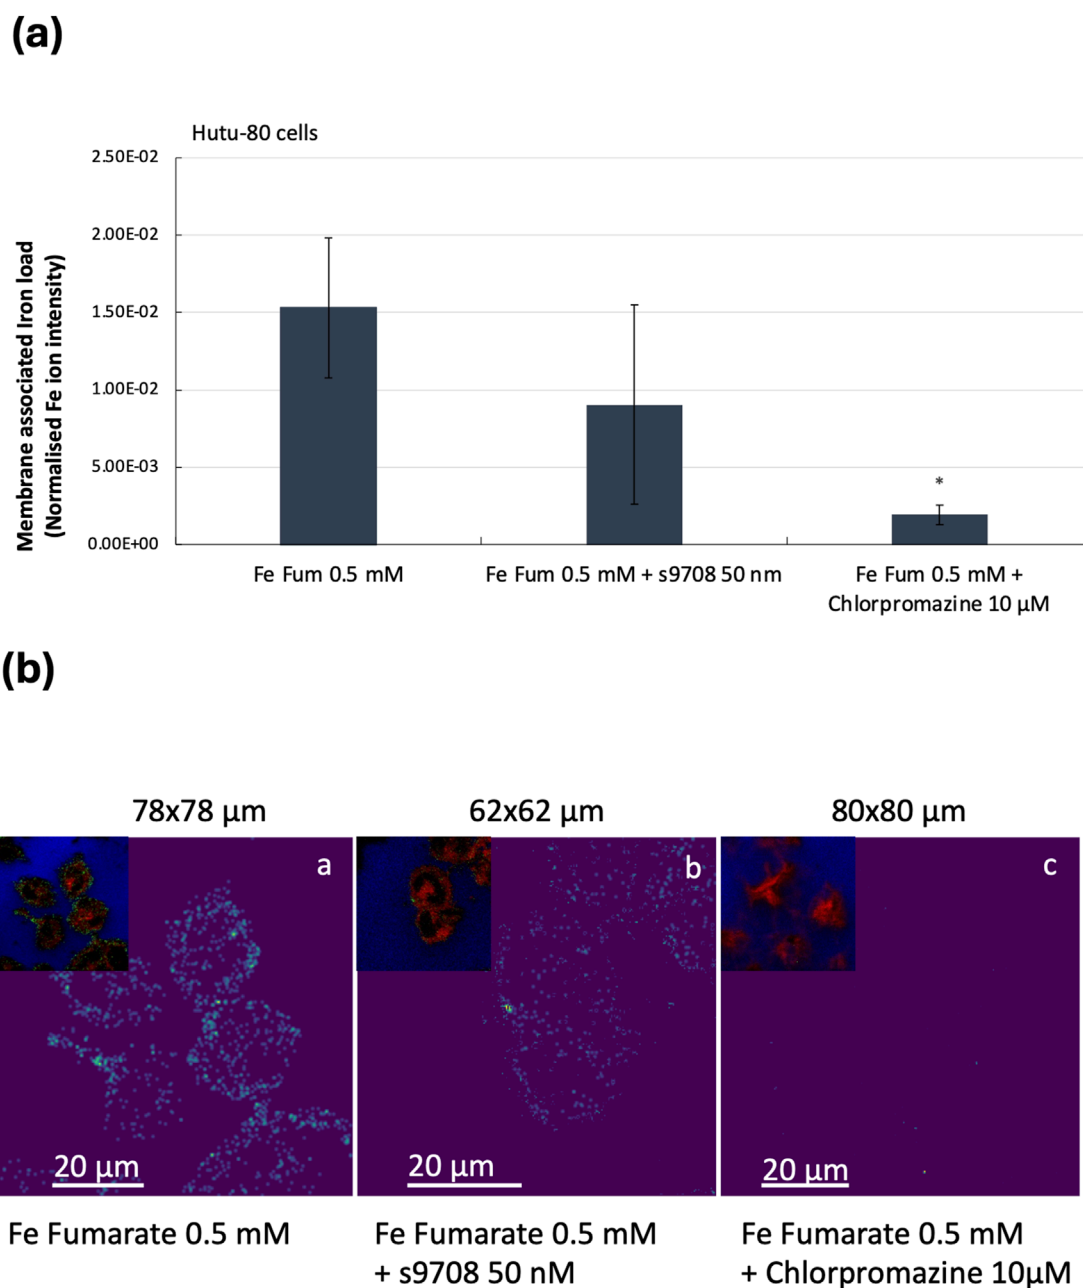 (a)
Hutu-80 cells
2.50E-02
2.00E-02
1.50E-02
1.00E-02
5.00E-03
0.00E+00
Membrane associated Iron load
(Normalised Fe ion intensity)
*
Fe Fum 0.5 mM
Fe Fum 0.5 mM + s9708 50 nm
Fe Fum 0.5 mM +
Chlorpromazine 10 µM
(b)
78x78 µm
62x62 µm
80x80 µm
a
b
c
20 µm
20 µm
20 µm
Fe Fumarate 0.5 mM
Fe Fumarate 0.5 mM
+ s9708 50 nM
Fe Fumarate 0.5 mM
+ Chlorpromazine 10µM